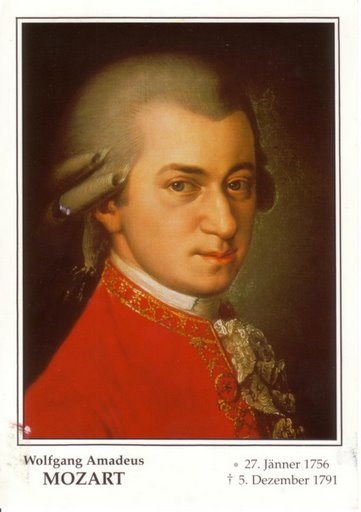 Wolfgang Amadeus
MOZART
* 27. Jänner 1756
† 5. Dezember 1791